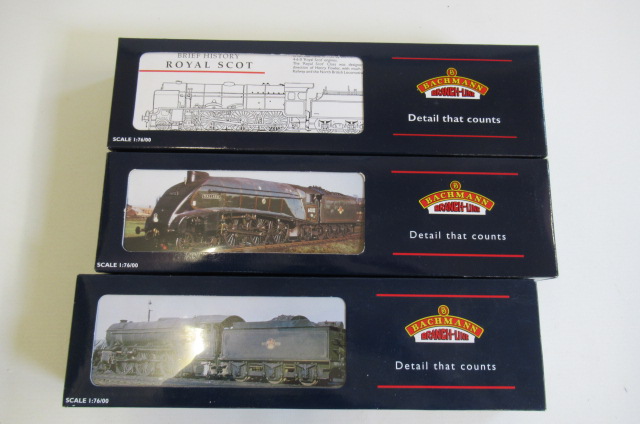 BRIEF HISTORY
ROYAL SCOT
SCALE 1:76/00
BACHMANN
BRANCH-LINE
Detail that counts
SCALE 1:76/00
BACHMANN
BRANCH-LINE
Detail that counts
SCALE 1:76/00
BACHMANN
BRANCH-LINE
Detail that counts